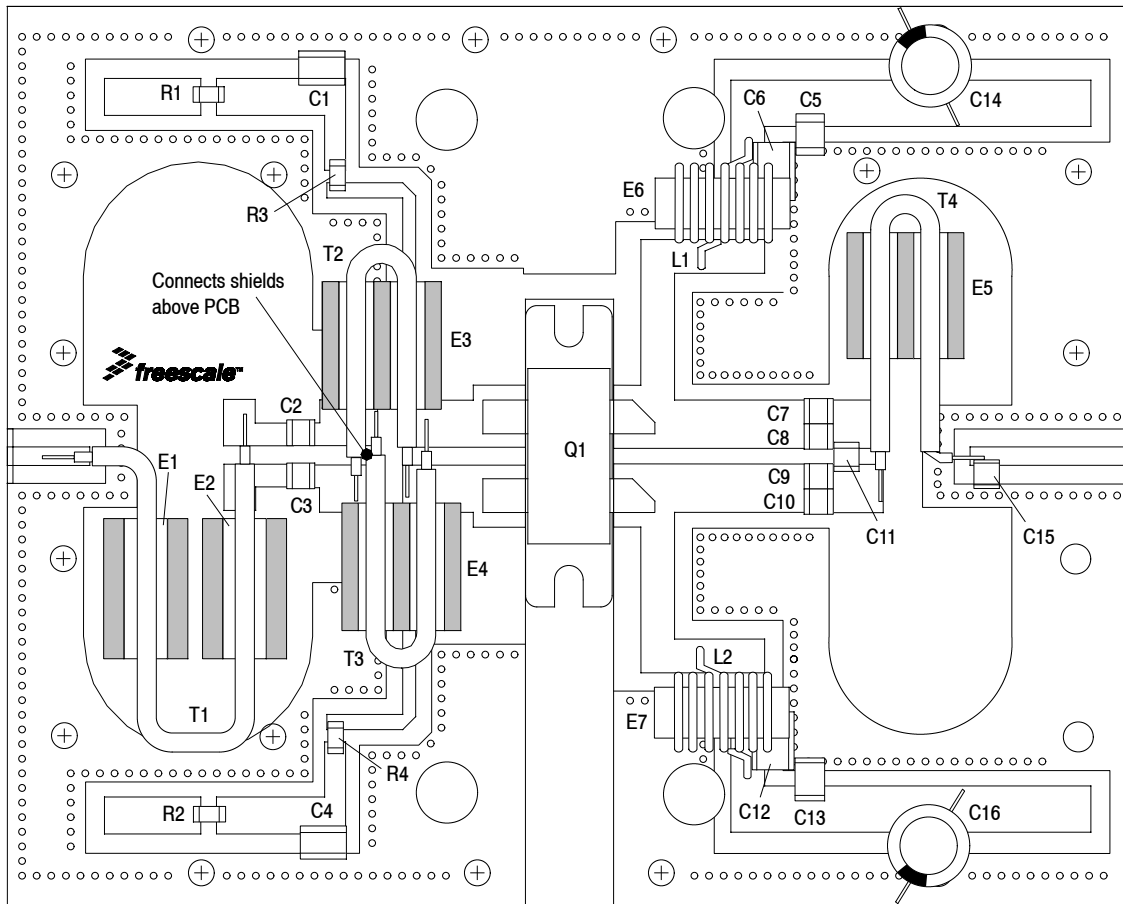 R1
C1
C6
C5
C14
R3
E6
T4
T2
L1
Connects shields
above PCB
E5
E3
freescale™
C2
C7
C8
Q1
E1
E2
C9
C3
C10
C11
C15
E4
T3
L2
T1
E7
R4
R2
C4
C12
C13
C16